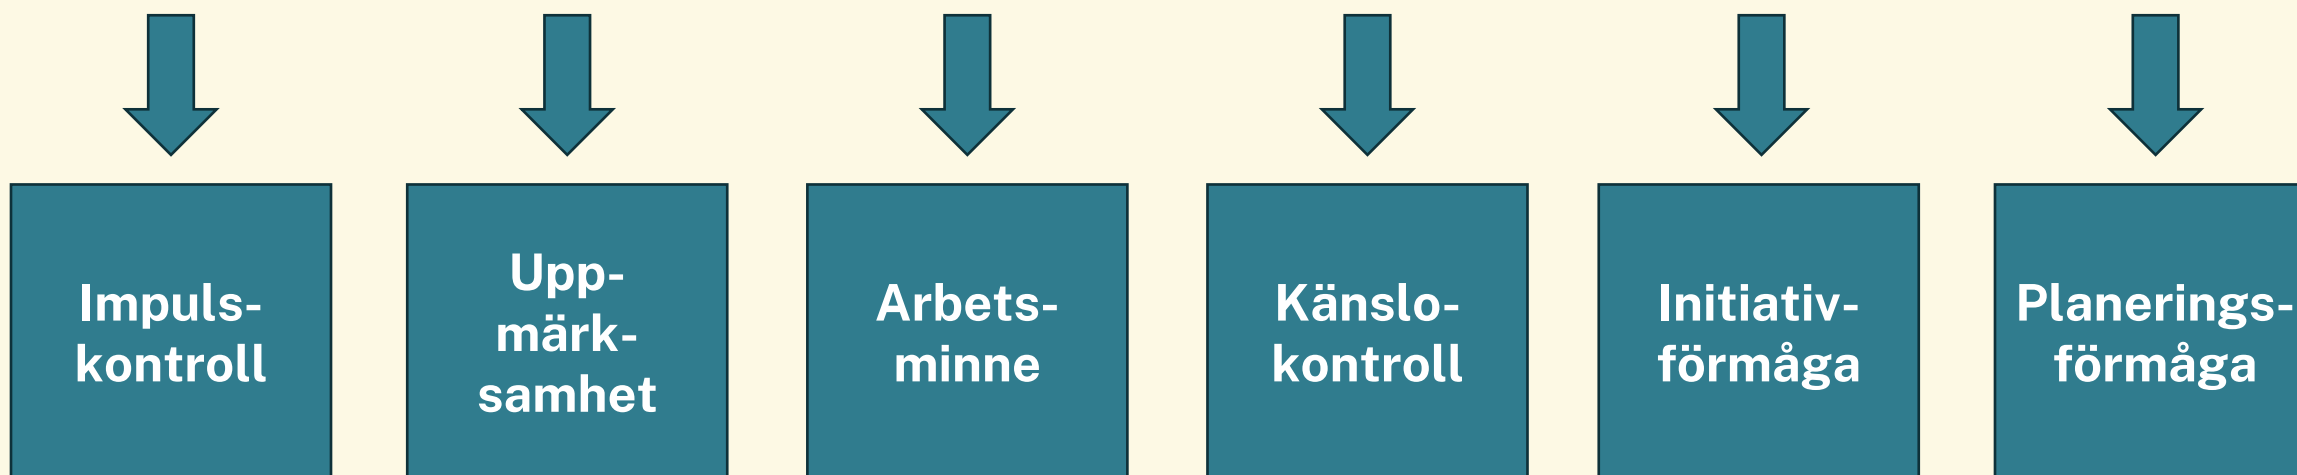 Impuls-
kontroll
Upp-
märk-
samhet
Arbets-
minne
Känslo-
kontroll
Initiativ-
förmåga
Planerings-
förmåga